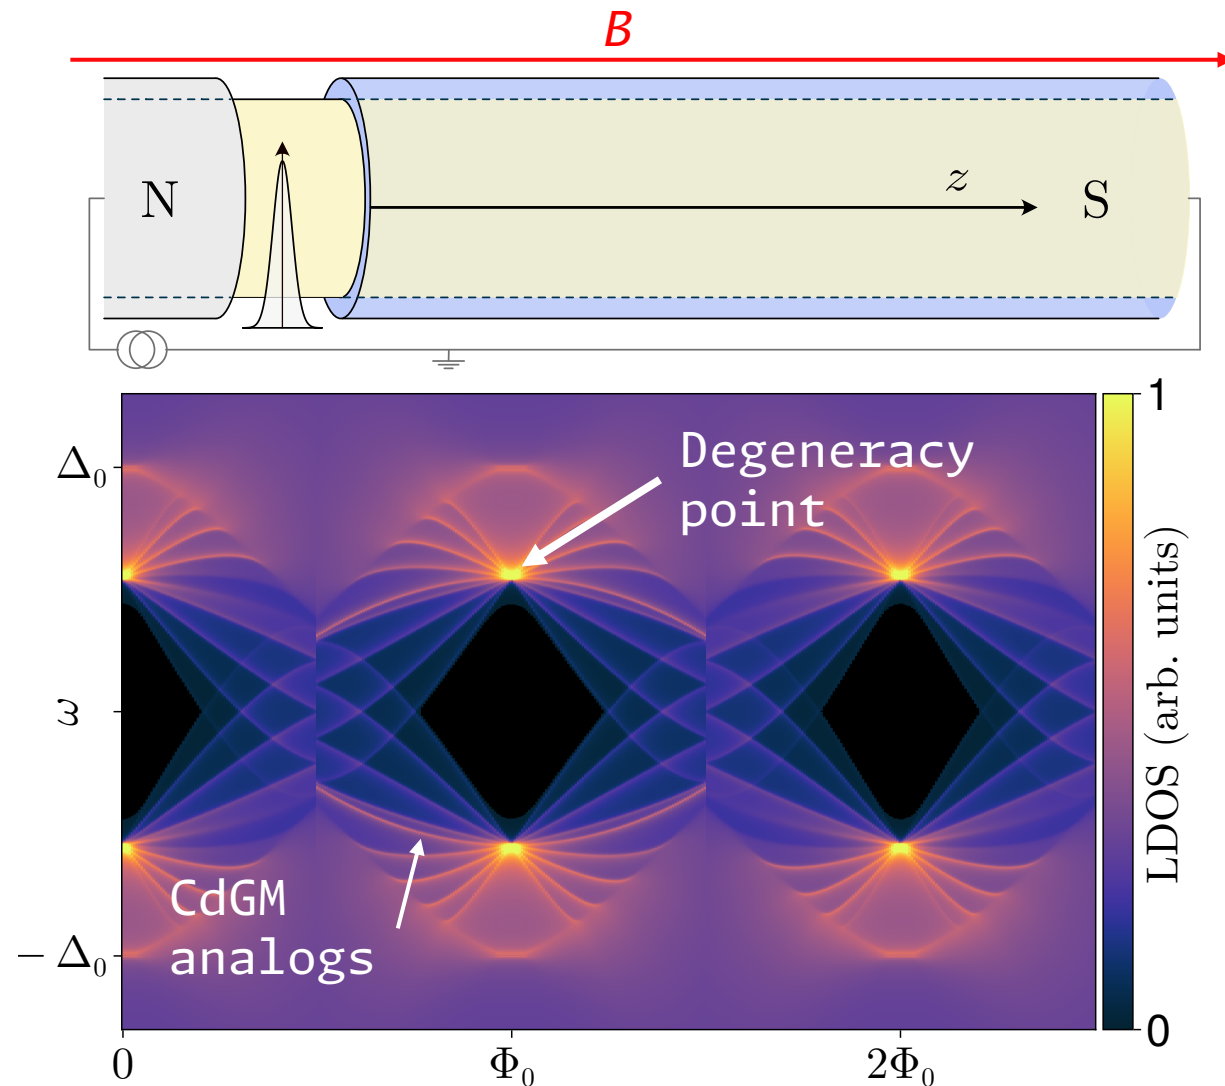 B
N
z
S
Δ₀
ω
− Δ₀
Degeneracy
point
CdGM
analogs
1
LDOS (arb. units)
0
0
Φ₀
2Φ₀